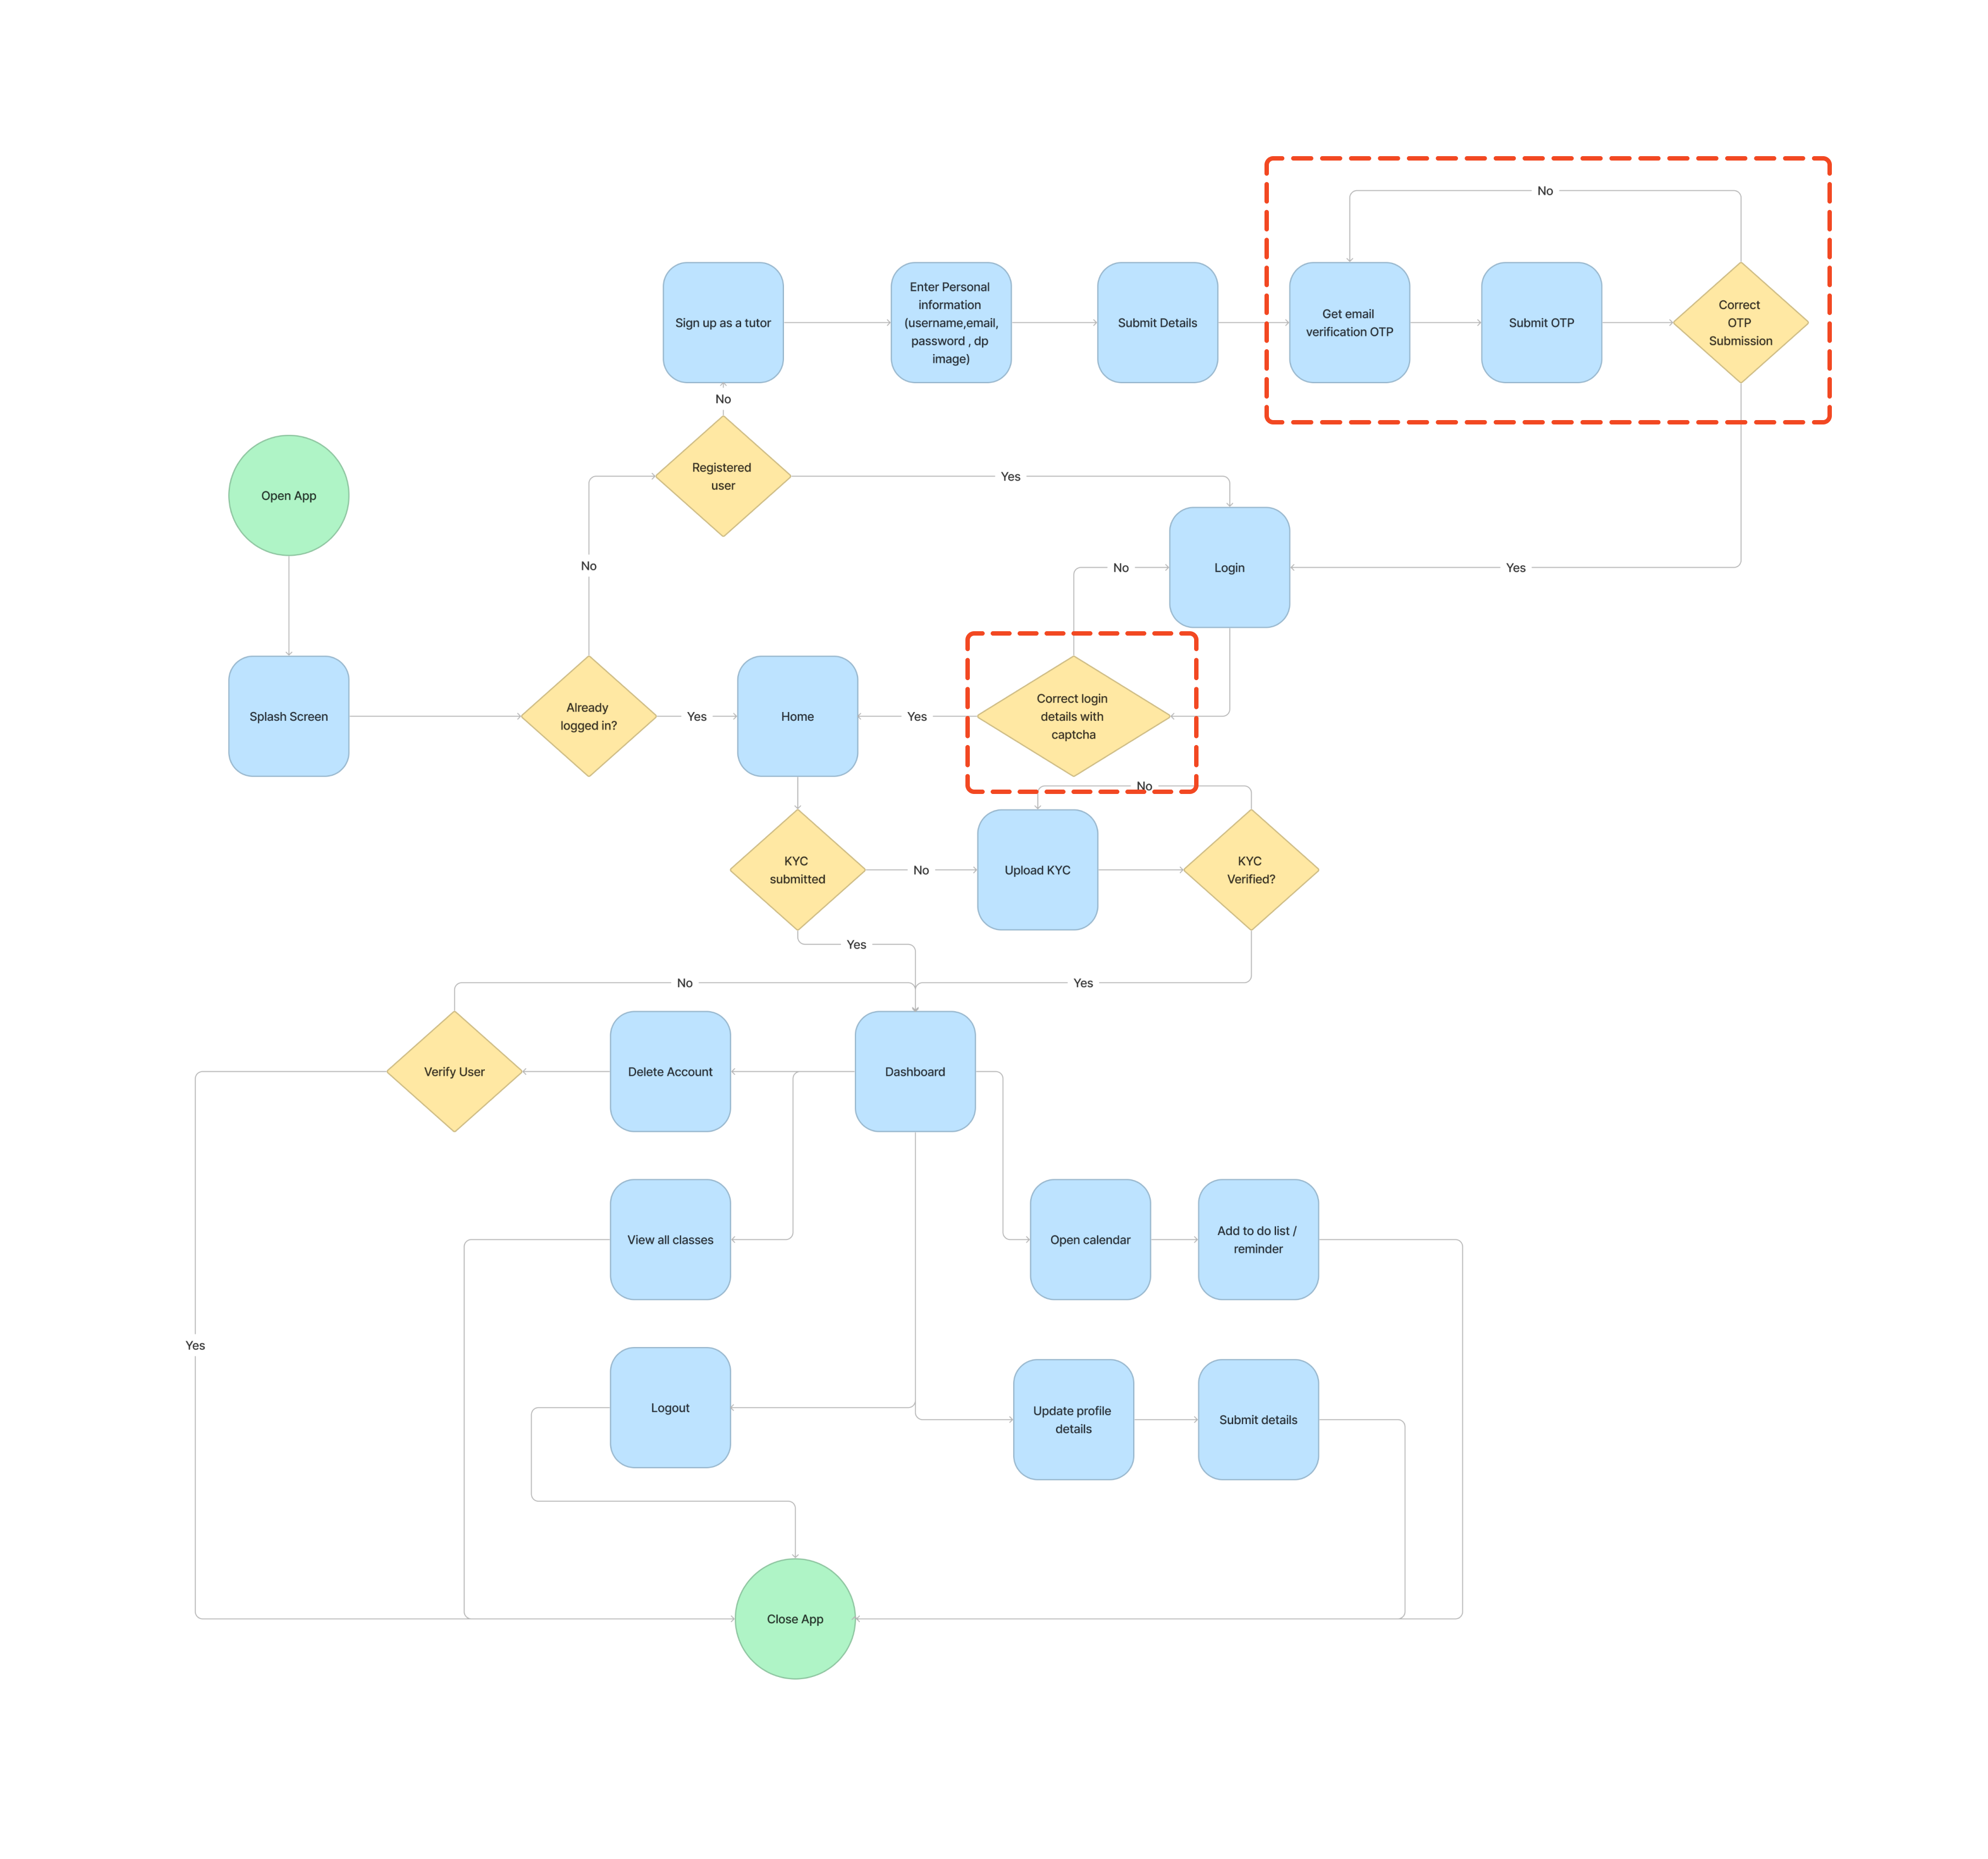 No
Sign up as a tutor
Enter Personal
information
(username,email,
password , dp
image)
Submit Details
Get email
verification OTP
Submit OTP
Correct
OTP
Submission
No
Registered
user
Yes
Open App
No
No
Login
Yes
Splash Screen
Already
logged in?
Yes
Home
Yes
Correct login
details with
captcha
No
KYC
submitted
No
Upload KYC
KYC
Verified?
Yes
No
Yes
Verify User
Delete Account
Dashboard
View all classes
Open calendar
Add to do list /
reminder
Yes
Logout
Update profile
details
Submit details
Close App